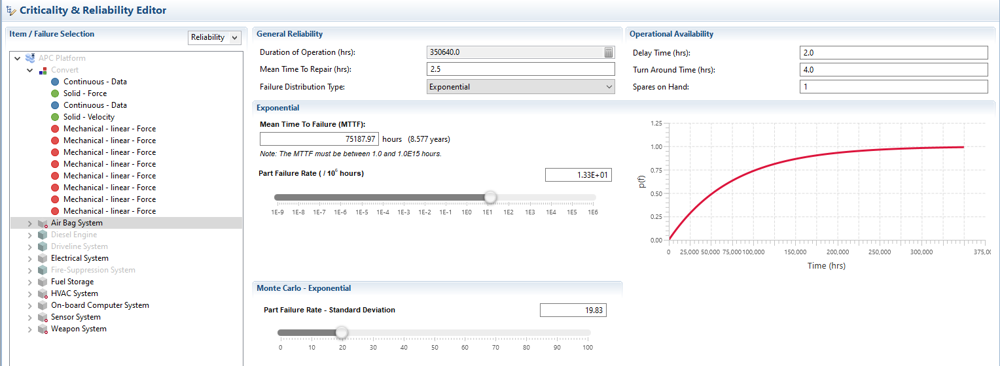 Criticality & Reliability Editor
Item / Failure Selection
Reliability
APC Platform
Convert
Continuous - Data
Solid - Force
Continuous - Data
Solid - Velocity
Mechanical - linear - Force
Mechanical - linear - Force
Mechanical - linear - Force
Mechanical - linear - Force
Mechanical - linear - Force
Mechanical - linear - Force
Mechanical - linear - Force
Mechanical - linear - Force
Air Bag System
Diesel Engine
Driveline System
Electrical System
Fire-Suppression System
Fuel Storage
HVAC System
On-board Computer System
Sensor System
Weapon System
General Reliability
Duration of Operation (hrs): 350640.0
Mean Time To Repair (hrs): 2.5
Failure Distribution Type: Exponential
Operational Availability
Delay Time (hrs): 2.0
Turn Around Time (hrs): 4.0
Spares on Hand: 1
Exponential
Mean Time To Failure (MTTF):
75187.97 hours (8.577 years)
Note: The MTTF must be between 1.0 and 1.0E15 hours.
Part Failure Rate ( / 10⁶ hours) 1.33E+01
1E-9 1E-8 1E-7 1E-6 1E-5 1E-4 1E-3 1E-2 1E-1 1E0 1E1 1E2 1E3 1E4 1E5 1E6
1.25
1.00
0.75
0.50
0.25
0.00
p(f)
0 25,000 50,000 75,000 100,000 150,000 200,000 250,000 300,000 375,00
Time (hrs)
Monte Carlo - Exponential
Part Failure Rate - Standard Deviation 19.83
0 10 20 30 40 50 60 70 80 90 100